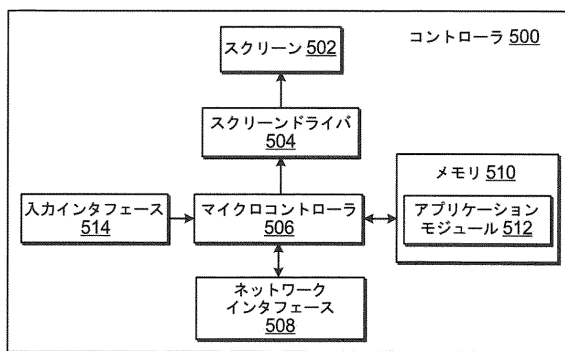 コントローラ 500
スクリーン 502
スクリーンドライバ
504
メモリ 510
アプリケーション
モジュール 512
入力インタフェース
514
マイクロコントローラ
506
ネットワーク
インタフェース
508